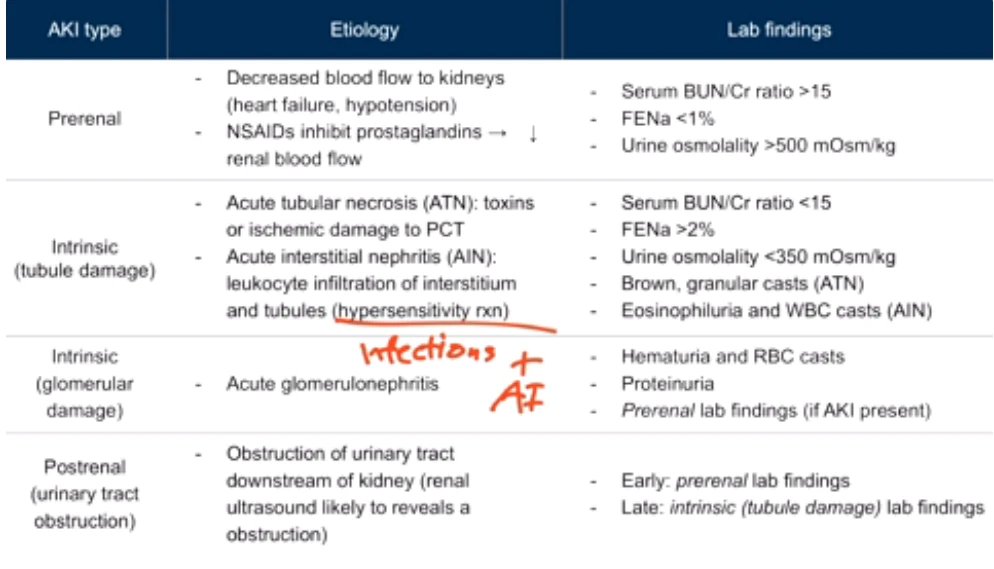 AKI type
Etiology
Lab findings
Prerenal
- Decreased blood flow to kidneys
(heart failure, hypotension)
- NSAIDs inhibit prostaglandins → ↓
renal blood flow
- Serum BUN/Cr ratio >15
- FENa <1%
- Urine osmolality >500 mOsm/kg
Intrinsic
(tubule damage)
- Acute tubular necrosis (ATN): toxins
or ischemic damage to PCT
- Acute interstitial nephritis (AIN):
leukocyte infiltration of interstitium
and tubules (hypersensitivity rxn)
Infections +
AI
- Serum BUN/Cr ratio <15
- FENa >2%
- Urine osmolality <350 mOsm/kg
- Brown, granular casts (ATN)
- Eosinophiluria and WBC casts (AIN)
Intrinsic
(glomerular
damage)
- Acute glomerulonephritis
- Hematuria and RBC casts
- Proteinuria
- Prerenal lab findings (if AKI present)
Postrenal
(urinary tract
obstruction)
- Obstruction of urinary tract
downstream of kidney (renal
ultrasound likely to reveals a
obstruction)
- Early: prerenal lab findings
- Late: intrinsic (tubule damage) lab findings